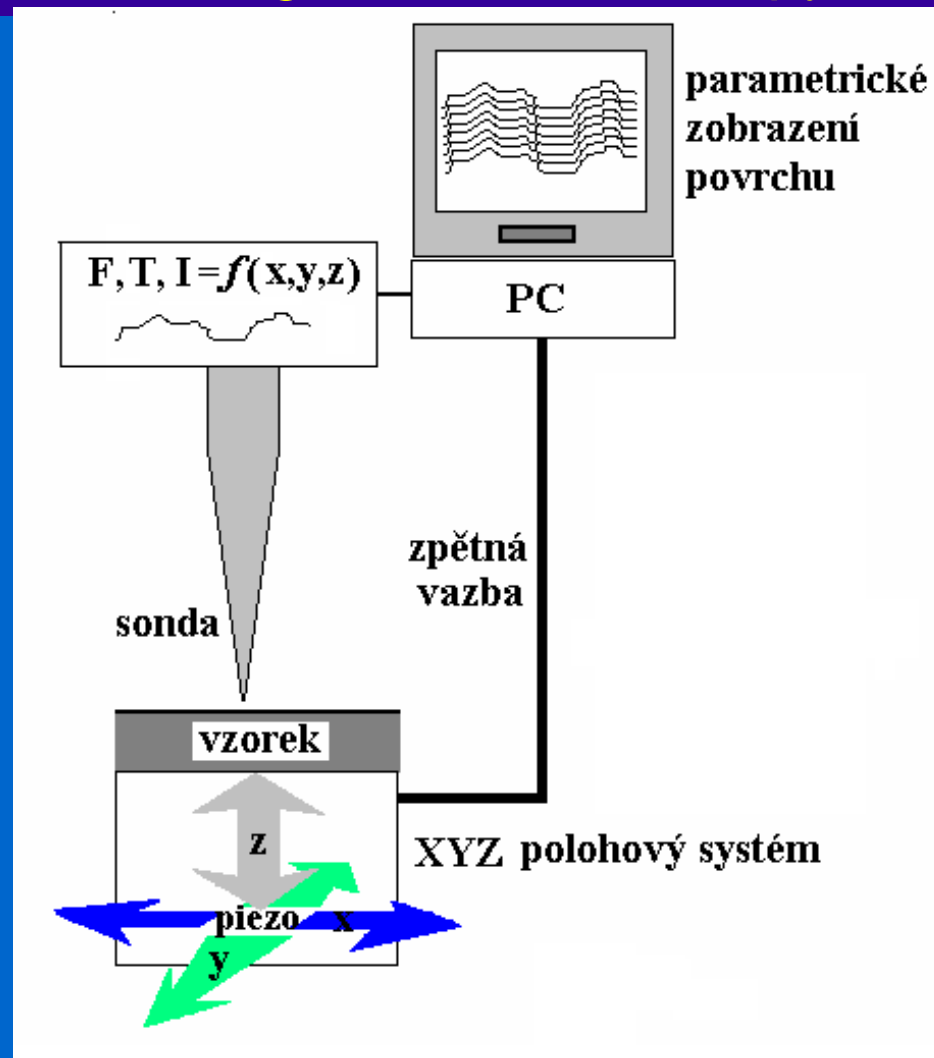 parametrické
zobrazení
povrchu
F, T, I =f(x,y,z)
PC
zpětná
vazba
sonda
vzorek
z
XYZ polohový systém
piezo x
y